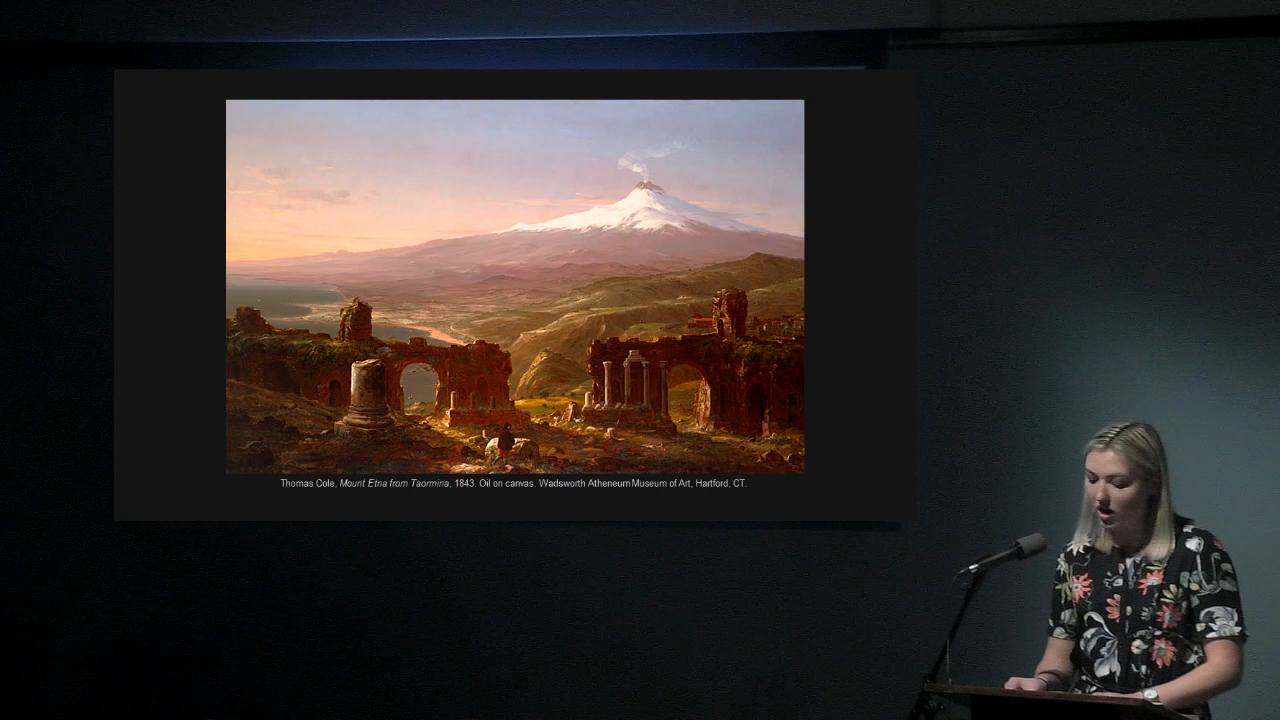 Thomas Cole, Mount Etna from Taormina, 1843. Oil on canvas. Wadsworth Atheneum Museum of Art, Hartford, CT.